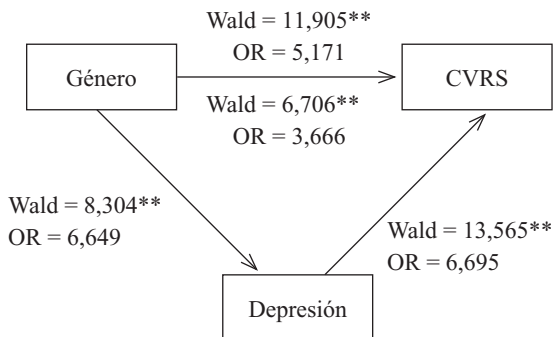 Wald = 11,905**
OR = 5,171
Género
CVRS
Wald = 6,706**
OR = 3,666
Wald = 8,304**
OR = 6,649
Wald = 13,565**
OR = 6,695
Depresión